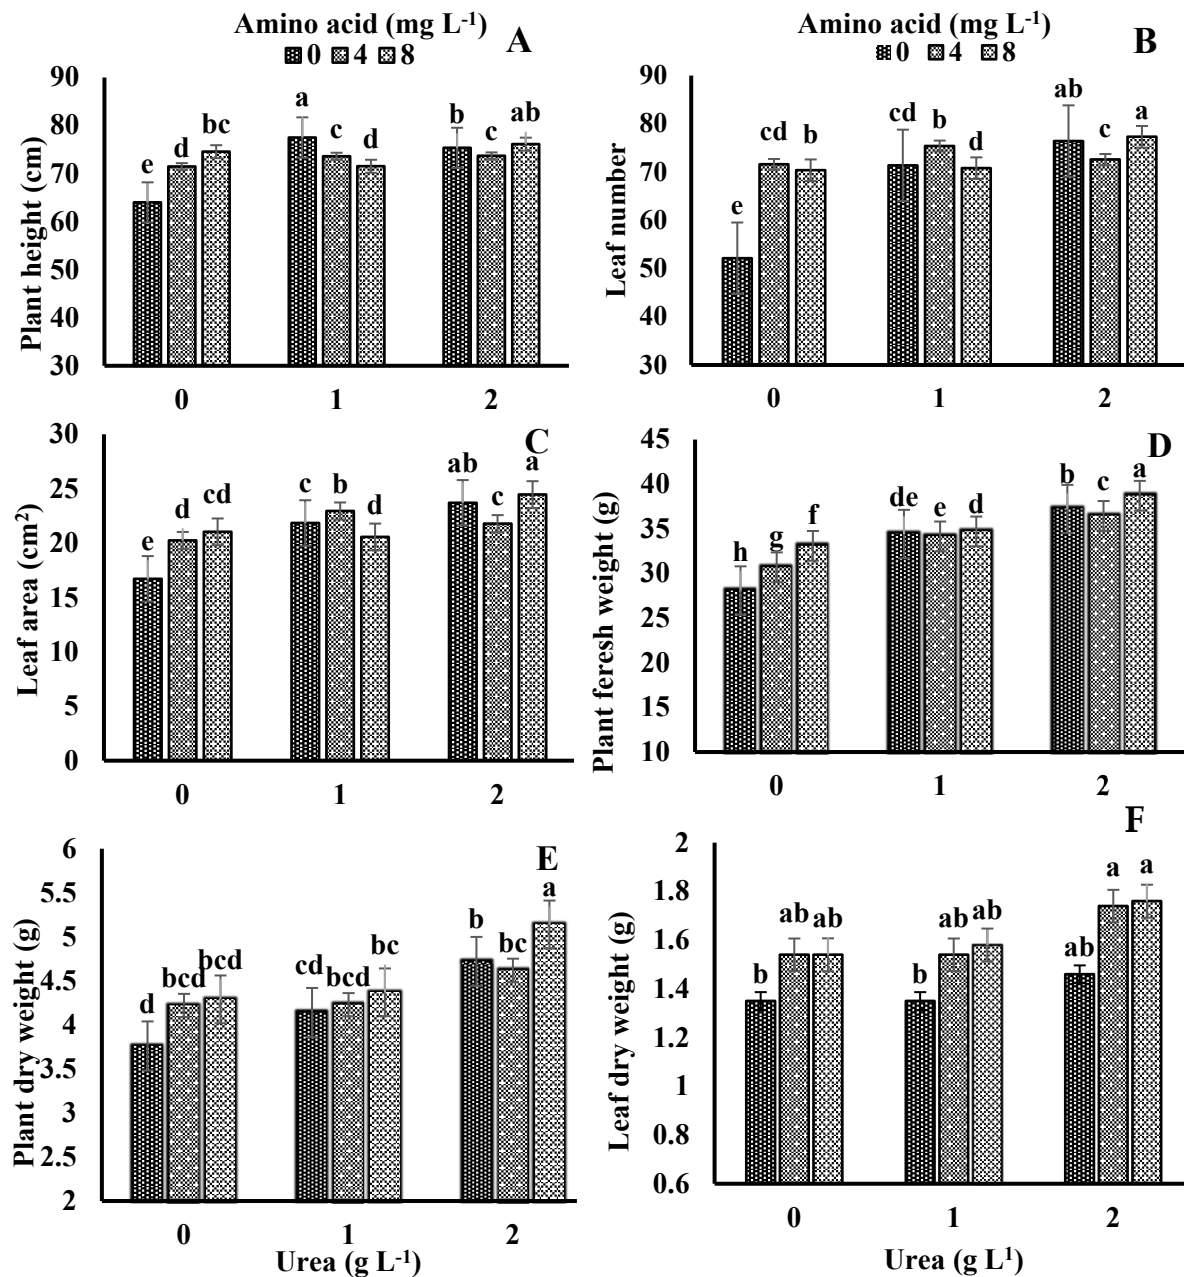 Amino acid (mg L⁻¹)
0 4 8
A
Plant height (cm)
90
80
70
60
50
40
30
e d bc
a c d
b c ab
0 1 2
Amino acid (mg L⁻¹)
0 4 8
B
Leaf number
90
80
70
60
50
40
30
e cd b
cd b d
ab c a
0 1 2
C
Leaf area (cm²)
30
25
20
15
10
5
0
e d cd
c b d
ab c a
0 1 2
D
Plant feresh weight (g)
45
40
35
30
25
20
15
10
h g f
de e d
b c a
0 1 2
E
Plant dry weight (g)
6
5.5
5
4.5
4
3.5
3
2.5
2
d bcd bcd
cd bcd bc
b bc a
0 1 2
Urea (g L⁻¹)
F
Leaf dry weight (g)
2
1.8
1.6
1.4
1.2
1
0.8
0.6
b ab ab
b ab ab
ab a a
0 1 2
Urea (g L¹)